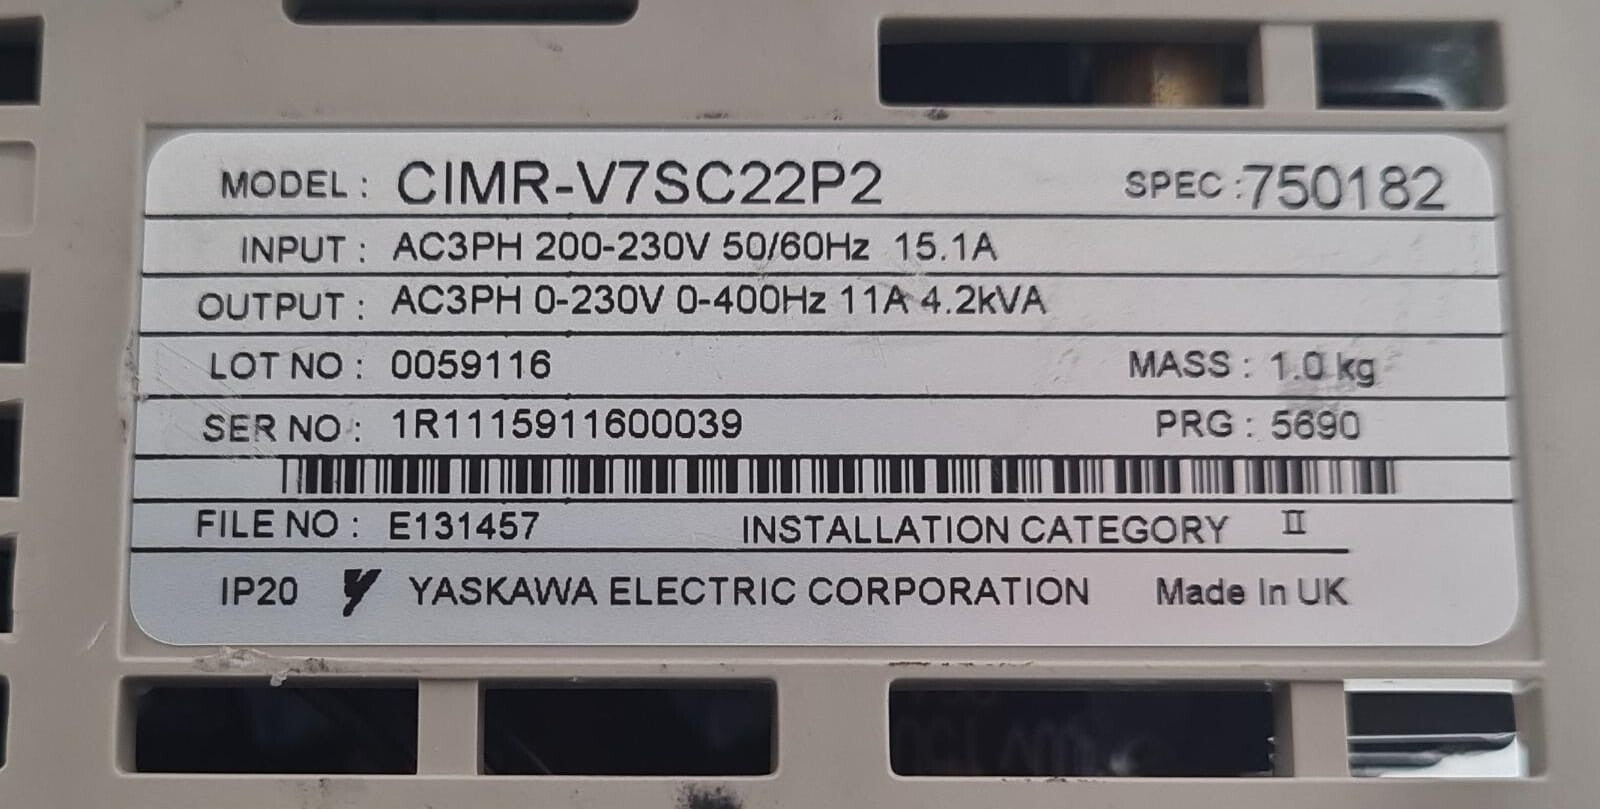 MODEL : CIMR-V7SC22P2 SPEC :750182
INPUT : AC3PH 200-230V 50/60Hz 15.1A
OUTPUT : AC3PH 0-230V 0-400Hz 11A 4.2kVA
LOT NO : 0059116 MASS : 1.0 kg
SER NO : 1R1115911600039 PRG : 5690
FILE NO : E131457 INSTALLATION CATEGORY II
IP20 YASKAWA ELECTRIC CORPORATION Made In UK